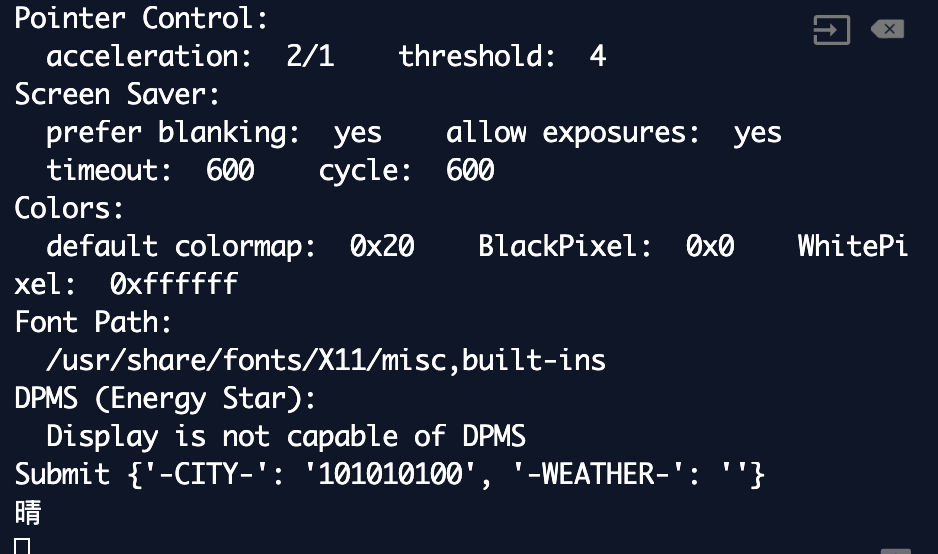 Pointer Control:
  acceleration:  2/1    threshold:  4
Screen Saver:
  prefer blanking:  yes    allow exposures:  yes
  timeout:  600    cycle:  600
Colors:
  default colormap:  0x20    BlackPixel:  0x0    WhitePi
xel:  0xffffff
Font Path:
  /usr/share/fonts/X11/misc,built-ins
DPMS (Energy Star):
  Display is not capable of DPMS
Submit {'-CITY-': '101010100', '-WEATHER-': ''}
晴